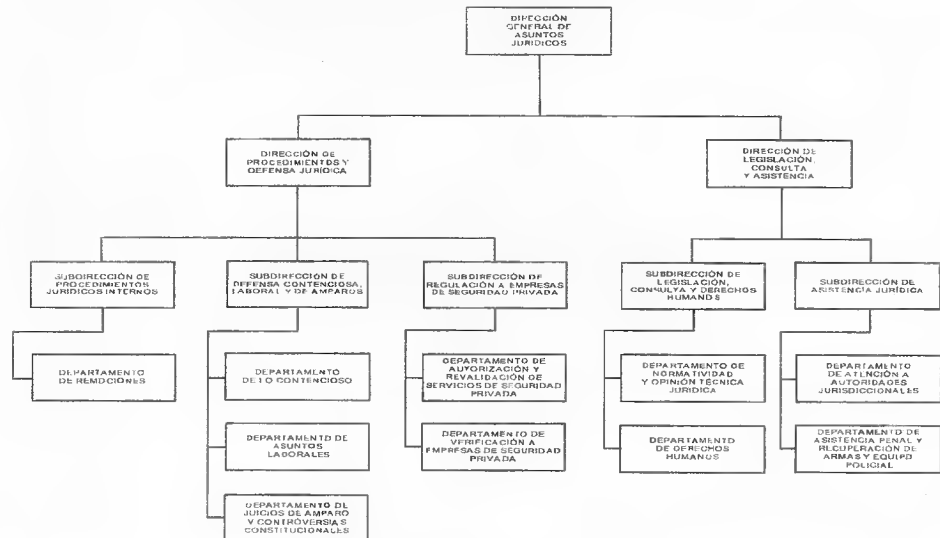 DIRECCIÓN
GENERAL DE
ASUNTOS
JURÍDICOS
DIRECCIÓN DE
PROCEDIMIENTOS Y
DEFENSA JURÍDICA
DIRECCIÓN DE
LEGISLACIÓN,
CONSULTA
Y ASISTENCIA
SUBDIRECCIÓN DE
PROCEDIMIENTOS
JURÍDICOS INTERNOS
SUBDIRECCIÓN DE
DEFENSA CONTENCIOSA,
LABORAL Y DE AMPAROS
SUBDIRECCIÓN DE
REGULACIÓN A EMPRESAS
DE SEGURIDAD PRIVADA
SUBDIRECCIÓN DE
LEGISLACIÓN,
CONSULTA Y DERECHOS
HUMANOS
SUBDIRECCIÓN DE
ASISTENCIA JURÍDICA
DEPARTAMENTO
DE REMOCIONES
DEPARTAMENTO
DE LO CONTENCIOSO
DEPARTAMENTO DE
AUTORIZACIÓN Y
REVALIDACIÓN DE
SERVICIOS DE SEGURIDAD
PRIVADA
DEPARTAMENTO DE
NORMATIVIDAD
Y OPINIÓN TÉCNICA
JURÍDICA
DEPARTAMENTO
DE ATENCIÓN A
AUTORIDADES
JURISDICCIONALES
DEPARTAMENTO DE
ASUNTOS
LABORALES
DEPARTAMENTO DE
VERIFICACIÓN A
EMPRESAS DE SEGURIDAD
PRIVADA
DEPARTAMENTO
DE DERECHOS
HUMANOS
DEPARTAMENTO DE
ASISTENCIA PENAL Y
RECUPERACIÓN DE
ARMAS Y EQUIPO
POLICIAL
DEPARTAMENTO DE
JUICIOS DE AMPARO
Y CONTROVERSIAS
CONSTITUCIONALES